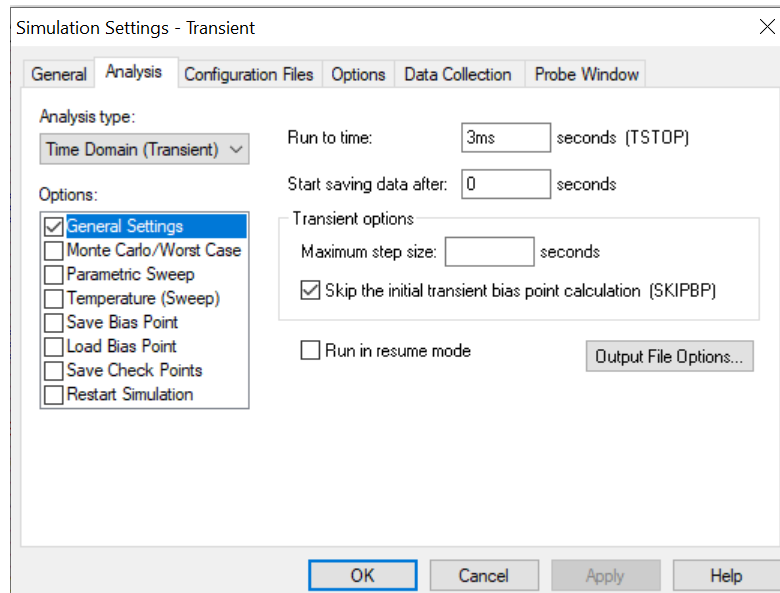 Simulation Settings - Transient
General Analysis Configuration Files Options Data Collection Probe Window
Analysis type:
Time Domain (Transient)
Run to time: 3ms seconds (TSTOP)
Start saving data after: 0 seconds
Options:
General Settings
Monte Carlo/Worst Case
Parametric Sweep
Temperature (Sweep)
Save Bias Point
Load Bias Point
Save Check Points
Restart Simulation
Transient options
Maximum step size: seconds
Skip the initial transient bias point calculation (SKIPBP)
Run in resume mode
Output File Options...
OK Cancel Apply Help